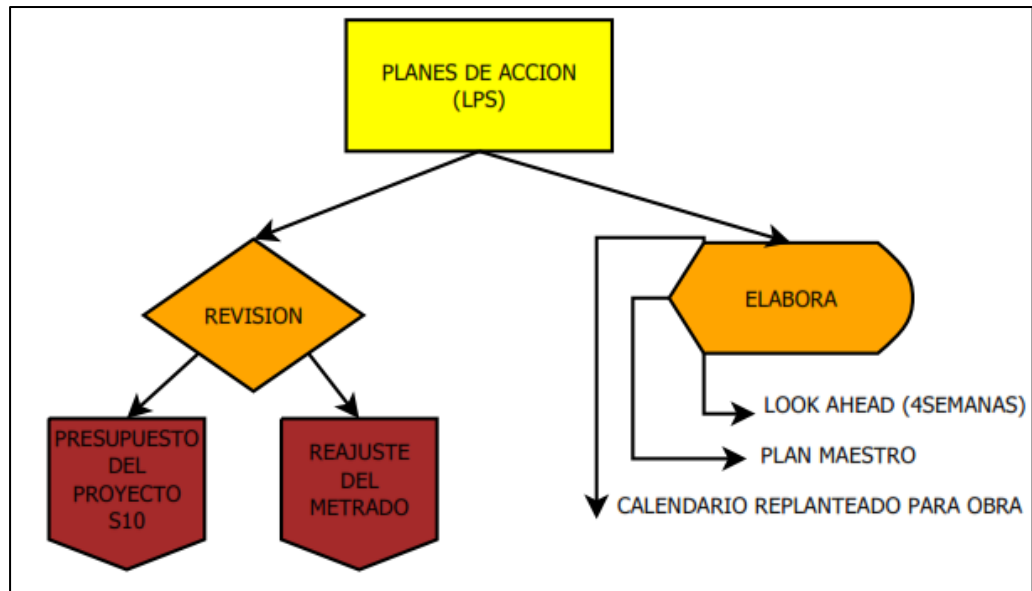 PLANES DE ACCION
(LPS)
REVISION
ELABORA
PRESUPUESTO
DEL
PROYECTO
S10
REAJUSTE
DEL
METRADO
LOOK AHEAD (4SEMANAS)
PLAN MAESTRO
CALENDARIO REPLANTEADO PARA OBRA